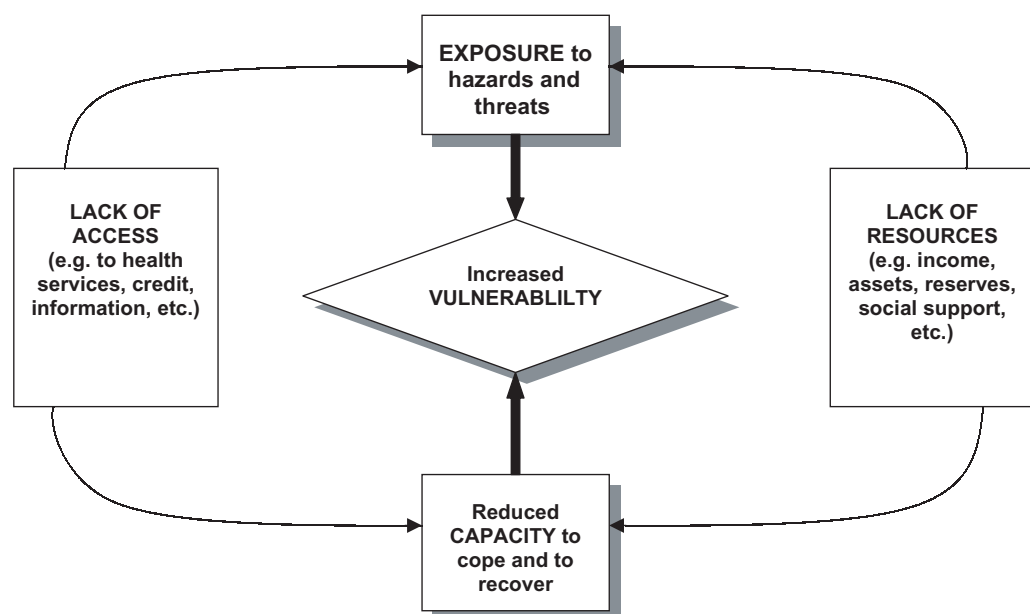 EXPOSURE to
hazards and
threats
LACK OF
ACCESS
(e.g. to health
services, credit,
information, etc.)
Increased
VULNERABLILTY
LACK OF
RESOURCES
(e.g. income,
assets, reserves,
social support,
etc.)
Reduced
CAPACITY to
cope and to
recover